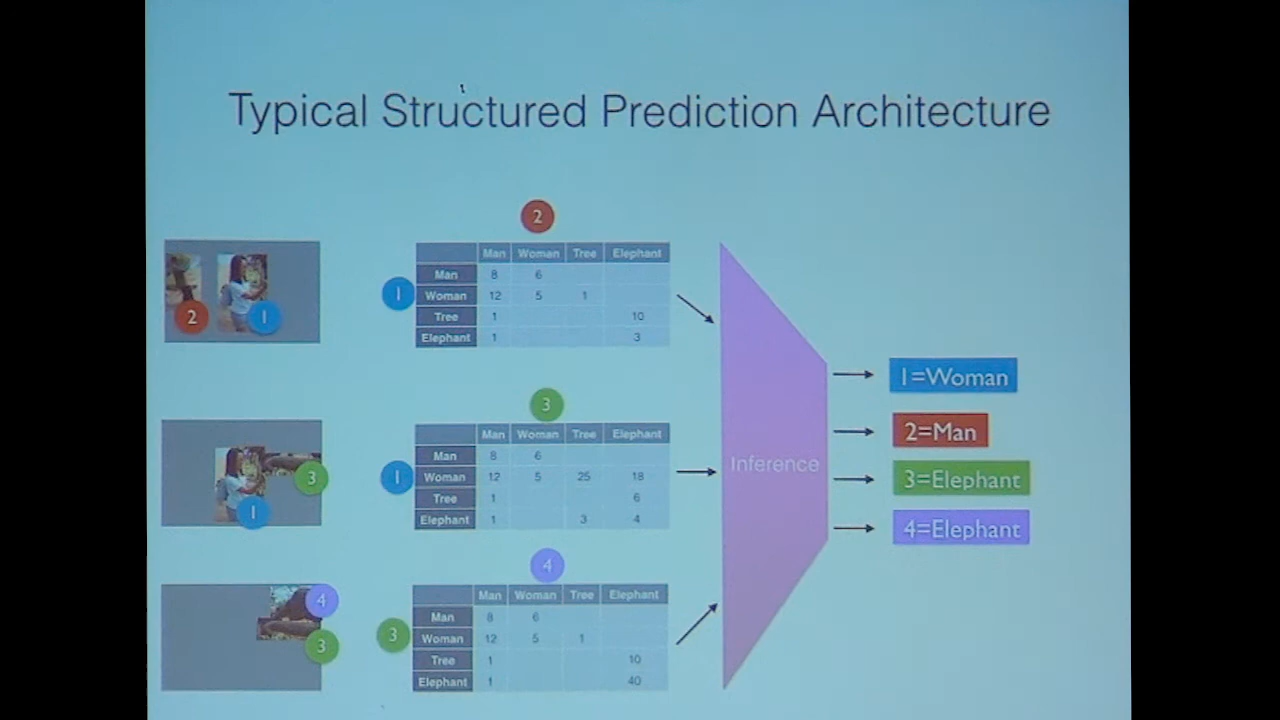 Typical Structured Prediction Architecture
2
Man Woman Tree Elephant
Man 8 6
1 Woman 12 5 1
Tree 1 10
Elephant 1 3
2 1
3
Man Woman Tree Elephant
Man 8 6
1 Woman 12 5 25 18
Tree 1 6
Elephant 1 3 4
3
1
4
Man Woman Tree Elephant
Man 8 6
3 Woman 12 5 1
Tree 1 10
Elephant 1 40
4
3
Inference
1=Woman
2=Man
3=Elephant
4=Elephant